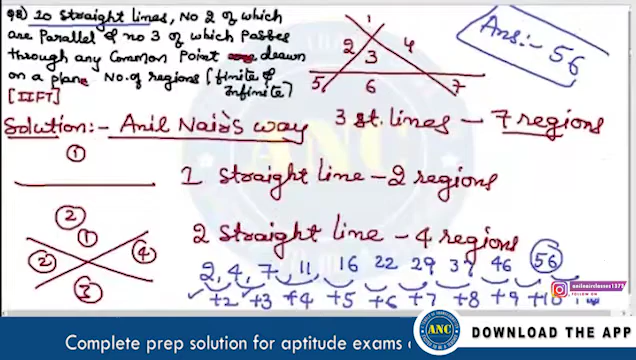 98) 10 Straight lines, No 2 of which
are Parallel & no 3 of which Passes
through any Common Point drawn
on a plane No. of regions (finite &
Infinite)
[IIFT]
1
2 3 4
5 6 7
Ans:- 56
Solution:- Anil Nair's way
3 st. lines - 7 regions
①
1 Straight line - 2 regions
②
①
② ④
③
2 Straight line - 4 regions
2, 4, 7, 11, 16 22 29 37 46 56
+2 +3 +4 +5 +6 +7 +8 +9 +10
anilnairclasses1373
FOLLOW ON
Complete prep solution for aptitude exams
ANC
DOWNLOAD THE APP